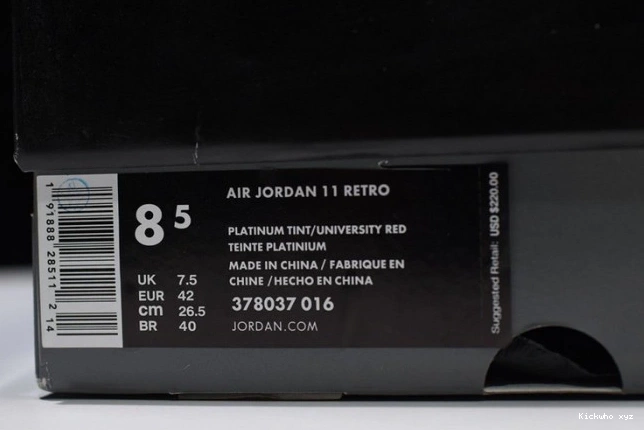 AIR JORDAN 11 RETRO
8 5
PLATINUM TINT/UNIVERSITY RED
TEINTE PLATINIUM
MADE IN CHINA / FABRIQUE EN
CHINE /HECHO EN CHINA
378037 016
JORDAN.COM
UK 7.5
EUR 42
cm 26.5
BR 40
1 91888 28511 2 14
Suggested Retail: USD $220.00
Kickwho xyz